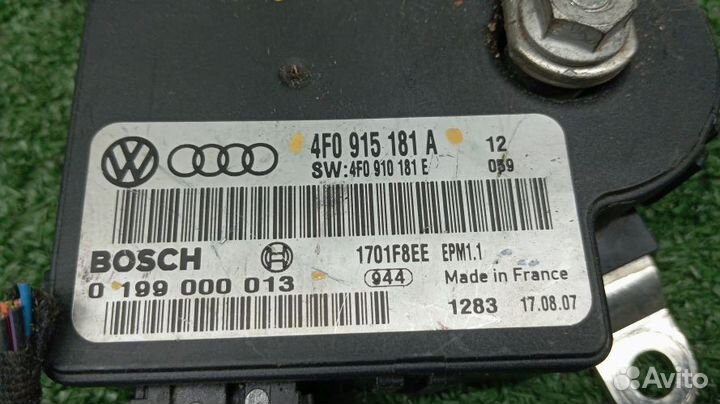 4F0 915 181 A 12
SW:4F0 910 181 E 039
BOSCH 1701F8EE EPM1.1
0 199 000 013 944 Made in France
1283 17.08.07
Avito